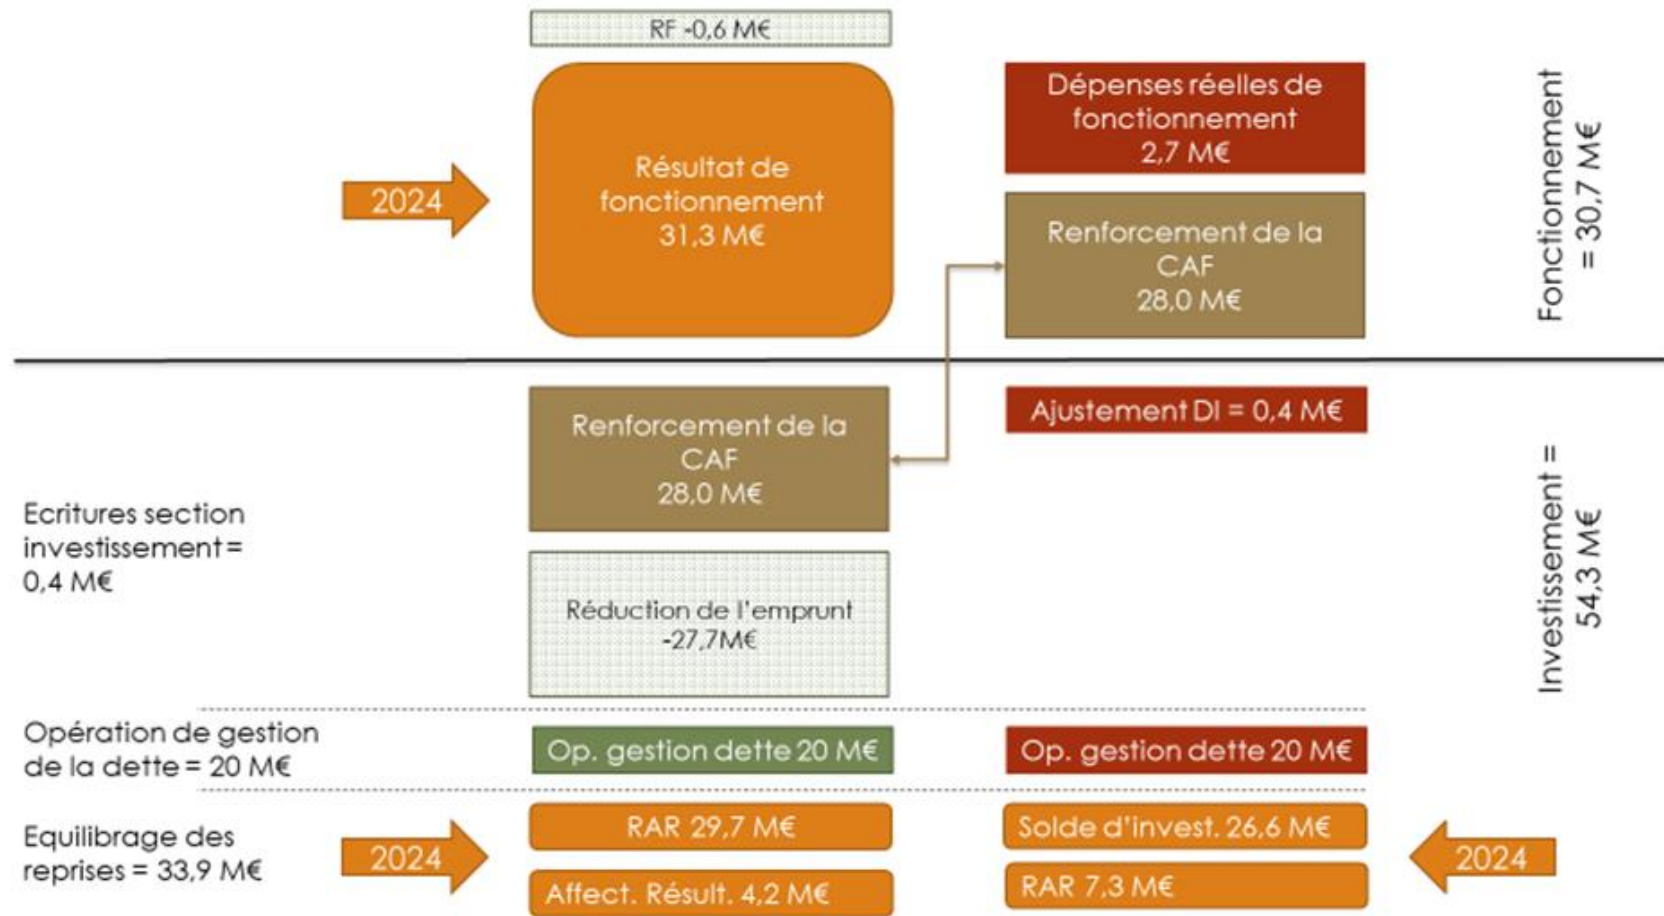 RF -0,6 M€
2024
Résultat de
fonctionnement
31,3 M€
Dépenses réelles de
fonctionnement
2,7 M€
Renforcement de la
CAF
28,0 M€
Fonctionnement
= 30,7 M€
Ecritures section
investissement =
0,4 M€
Renforcement de la
CAF
28,0 M€
Ajustement DI = 0,4 M€
Réduction de l'emprunt
-27,7M€
Investissement =
54,3 M€
Opération de gestion
de la dette = 20 M€
Op. gestion dette 20 M€
Op. gestion dette 20 M€
Equilibrage des
reprises = 33,9 M€
2024
RAR 29,7 M€
Affect. Résult. 4,2 M€
Solde d'invest. 26,6 M€
RAR 7,3 M€
2024